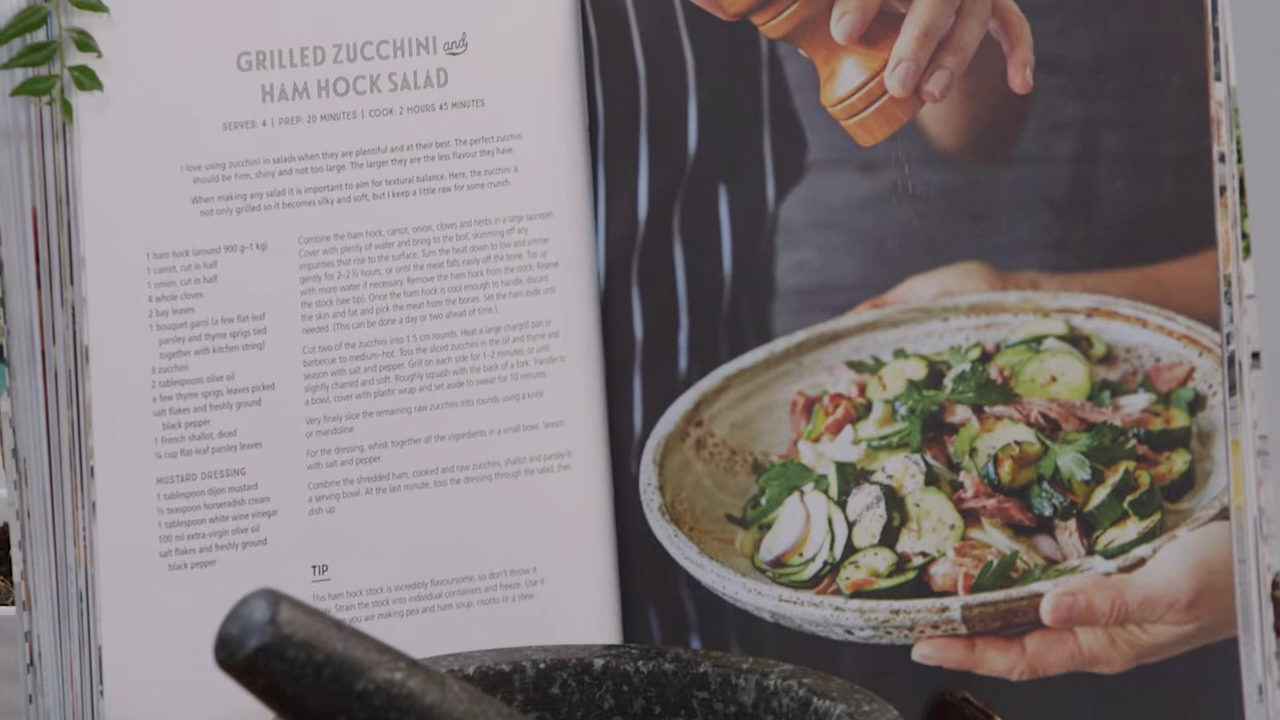 GRILLED ZUCCHINI and
HAM HOCK SALAD
SERVES: 4 | PREP: 20 MINUTES | COOK: 2 HOURS 45 MINUTES
I love using zucchini in salads when they are plentiful and at their best. The perfect zucchini
should be firm, shiny and not too large. The larger they are the less flavour they have.
When making any salad it is important to aim for textural balance. Here, the zucchini is
not only grilled so it becomes silky and soft, but I keep a little raw for some crunch.
1 ham hock (around 900 g–1 kg)
1 carrot, cut in half
1 onion, cut in half
4 whole cloves
2 bay leaves
1 bouquet garni (a few flat-leaf
parsley and thyme sprigs tied
together with kitchen string)
3 zucchini
2 tablespoons olive oil
a few thyme sprigs, leaves picked
salt flakes and freshly ground
black pepper
1 French shallot, diced
¼ cup flat-leaf parsley leaves
MUSTARD DRESSING
1 tablespoon dijon mustard
½ teaspoon horseradish cream
1 tablespoon white wine vinegar
100 ml extra-virgin olive oil
salt flakes and freshly ground
black pepper
Combine the ham hock, carrot, onion, cloves and herbs in a large saucepan.
Cover with plenty of water and bring to the boil, skimming off any
impurities that rise to the surface. Turn the heat down to low and simmer
gently for 2–2 ½ hours, or until the meat falls easily off the bone. Top up
with more water if necessary. Remove the ham hock from the stock. Reserve
the stock (see tip). Once the ham hock is cool enough to handle, discard
the skin and fat and pick the meat from the bones. Set the ham aside until
needed. (This can be done a day or two ahead of time.)
Cut two of the zucchini into 1.5 cm rounds. Heat a large chargrill pan or
barbecue to medium–hot. Toss the sliced zucchini in the oil and thyme and
season with salt and pepper. Grill on each side for 1–2 minutes, or until
slightly charred and soft. Roughly squash with the back of a fork. Transfer to
a bowl, cover with plastic wrap and set aside to sweat for 10 minutes.
Very finely slice the remaining raw zucchini into rounds using a knife
or mandoline.
For the dressing, whisk together all the ingredients in a small bowl. Season
with salt and pepper.
Combine the shredded ham, cooked and raw zucchini, shallot and parsley in
a serving bowl. At the last minute, toss the dressing through the salad, then
dish up.
TIP
This ham hock stock is incredibly flavoursome, so don't throw it
Strain the stock into individual containers and freeze. Use it
you are making pea and ham soup, risotto or a stew.